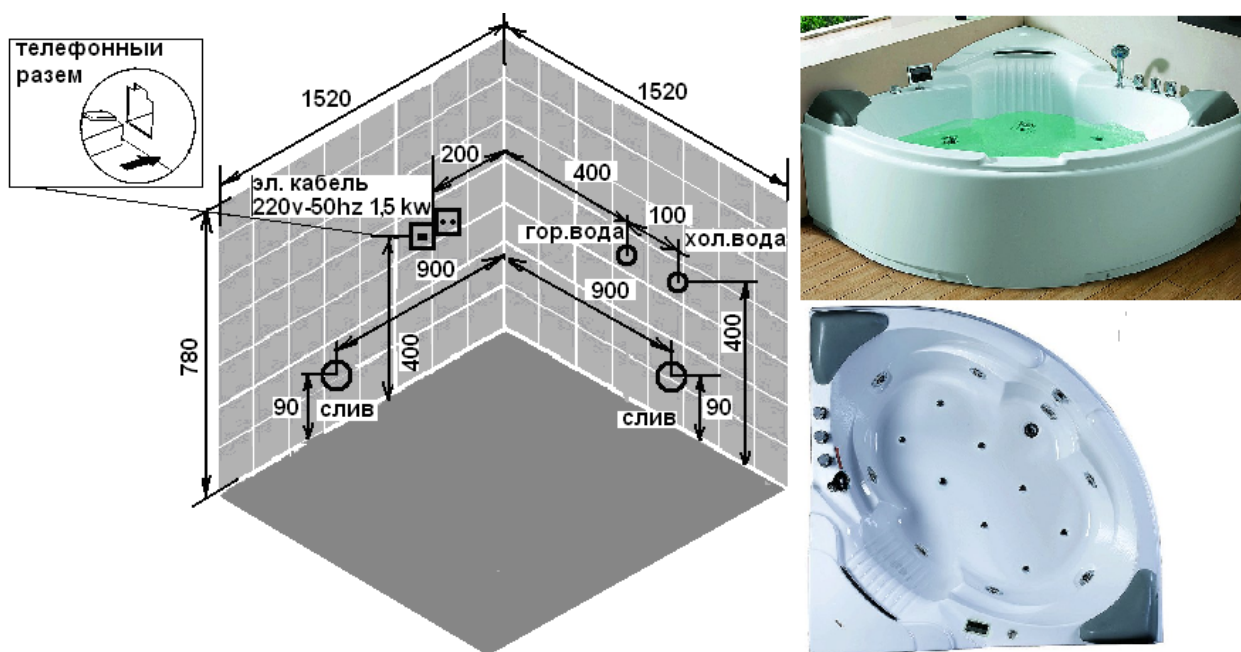 телефонный
разем
1520
1520
200
400
эл. кабель
220v-50hz 1,5 kw
100
гор.вода
хол.вода
900
900
780
400
400
90
слив
слив
90